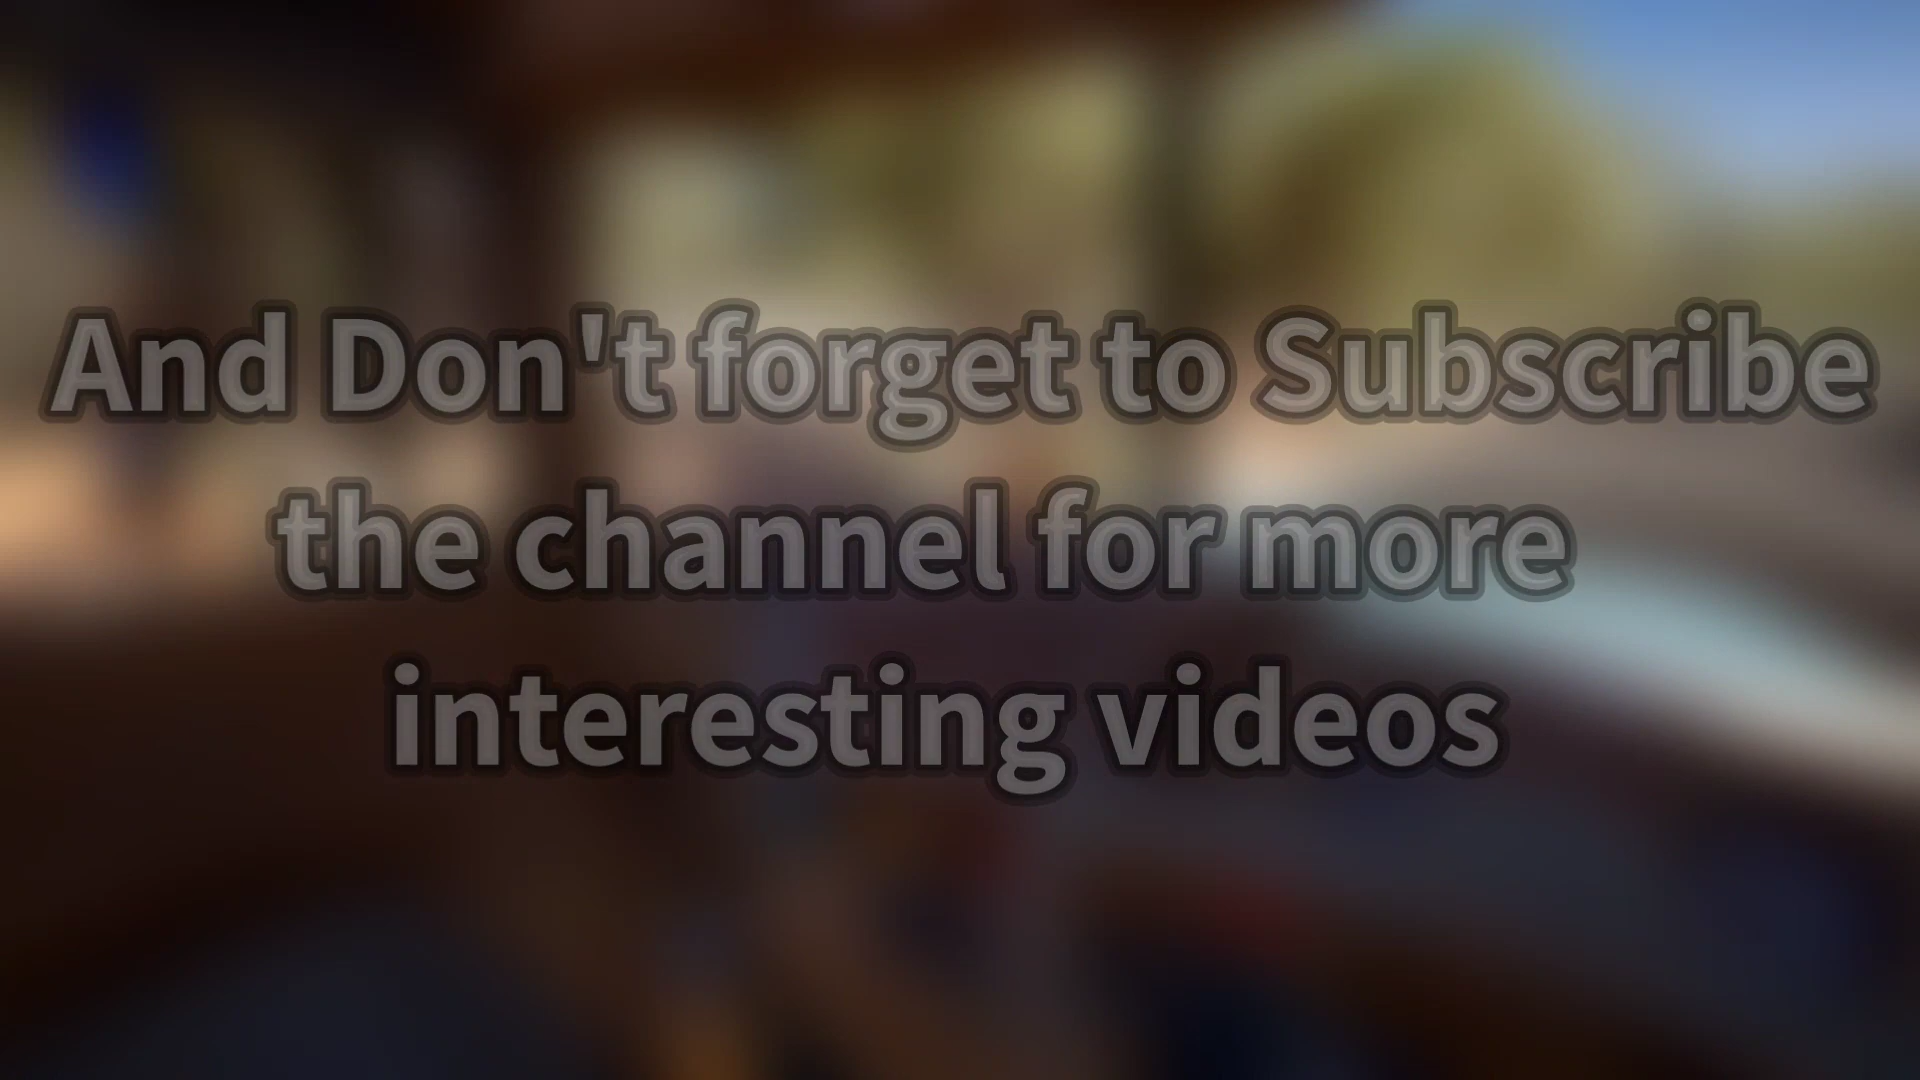 And Don't forget to Subscribe
the channel for more
interesting videos